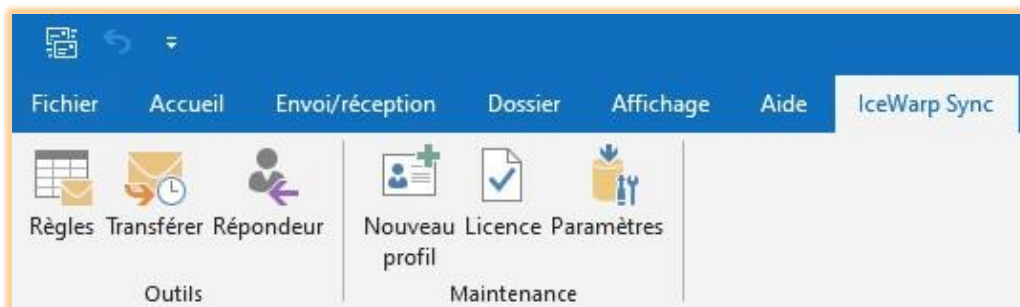 Fichier Accueil Envoi/réception Dossier Affichage Aide IceWarp Sync
Règles Transférer Répondeur Nouveau profil Licence Paramètres
Outils Maintenance